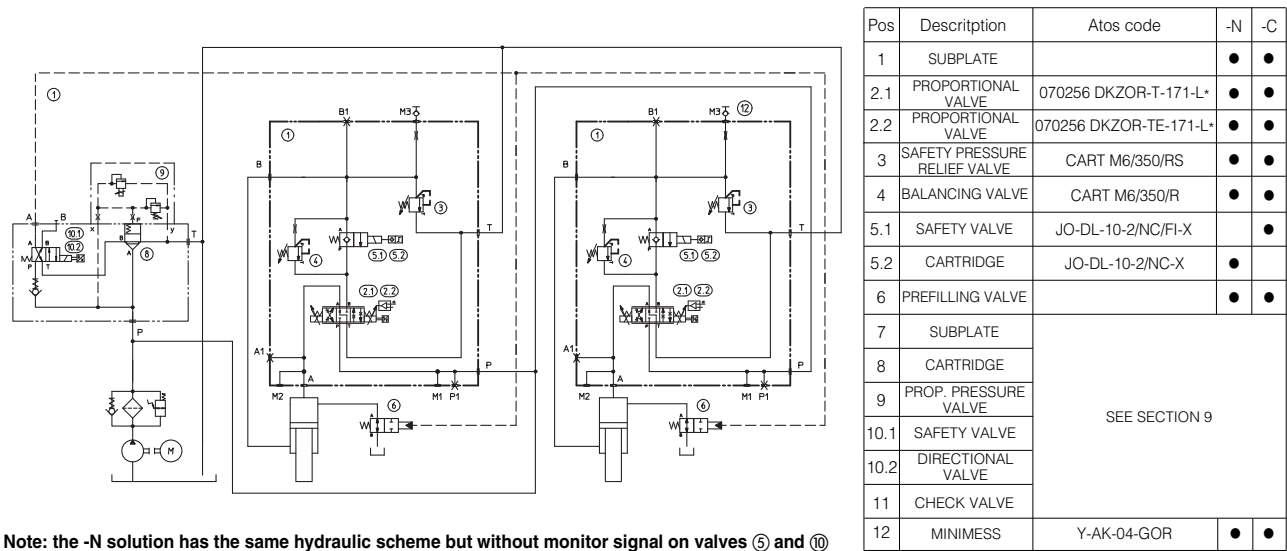 ①
A
B
x
F
y
T
⑨
10.1
10.2
A
B
P
T
B
A
⑧
P
M
B1
M3
①
B
③
④
5.1 5.2
T
2.1 2.2
A1
P
A
M2
M1 P1
⑥
B1
M3
⑫
①
B
③
④
5.1 5.2
T
2.1 2.2
A1
P
A
M2
M1 P1
⑥
Pos Descritption Atos code -N -C
1 SUBPLATE ● ●
2.1 PROPORTIONAL VALVE 070256 DKZOR-T-171-L* ● ●
2.2 PROPORTIONAL VALVE 070256 DKZOR-TE-171-L* ● ●
3 SAFETY PRESSURE RELIEF VALVE CART M6/350/RS ● ●
4 BALANCING VALVE CART M6/350/R ● ●
5.1 SAFETY VALVE JO-DL-10-2/NC/FI-X ●
5.2 CARTRIDGE JO-DL-10-2/NC-X ●
6 PREFILLING VALVE ● ●
7 SUBPLATE
8 CARTRIDGE
9 PROP. PRESSURE VALVE
SEE SECTION 9
10.1 SAFETY VALVE
10.2 DIRECTIONAL VALVE
11 CHECK VALVE
12 MINIMESS Y-AK-04-GOR ● ●
Note: the -N solution has the same hydraulic scheme but without monitor signal on valves ⑤ and ⑩